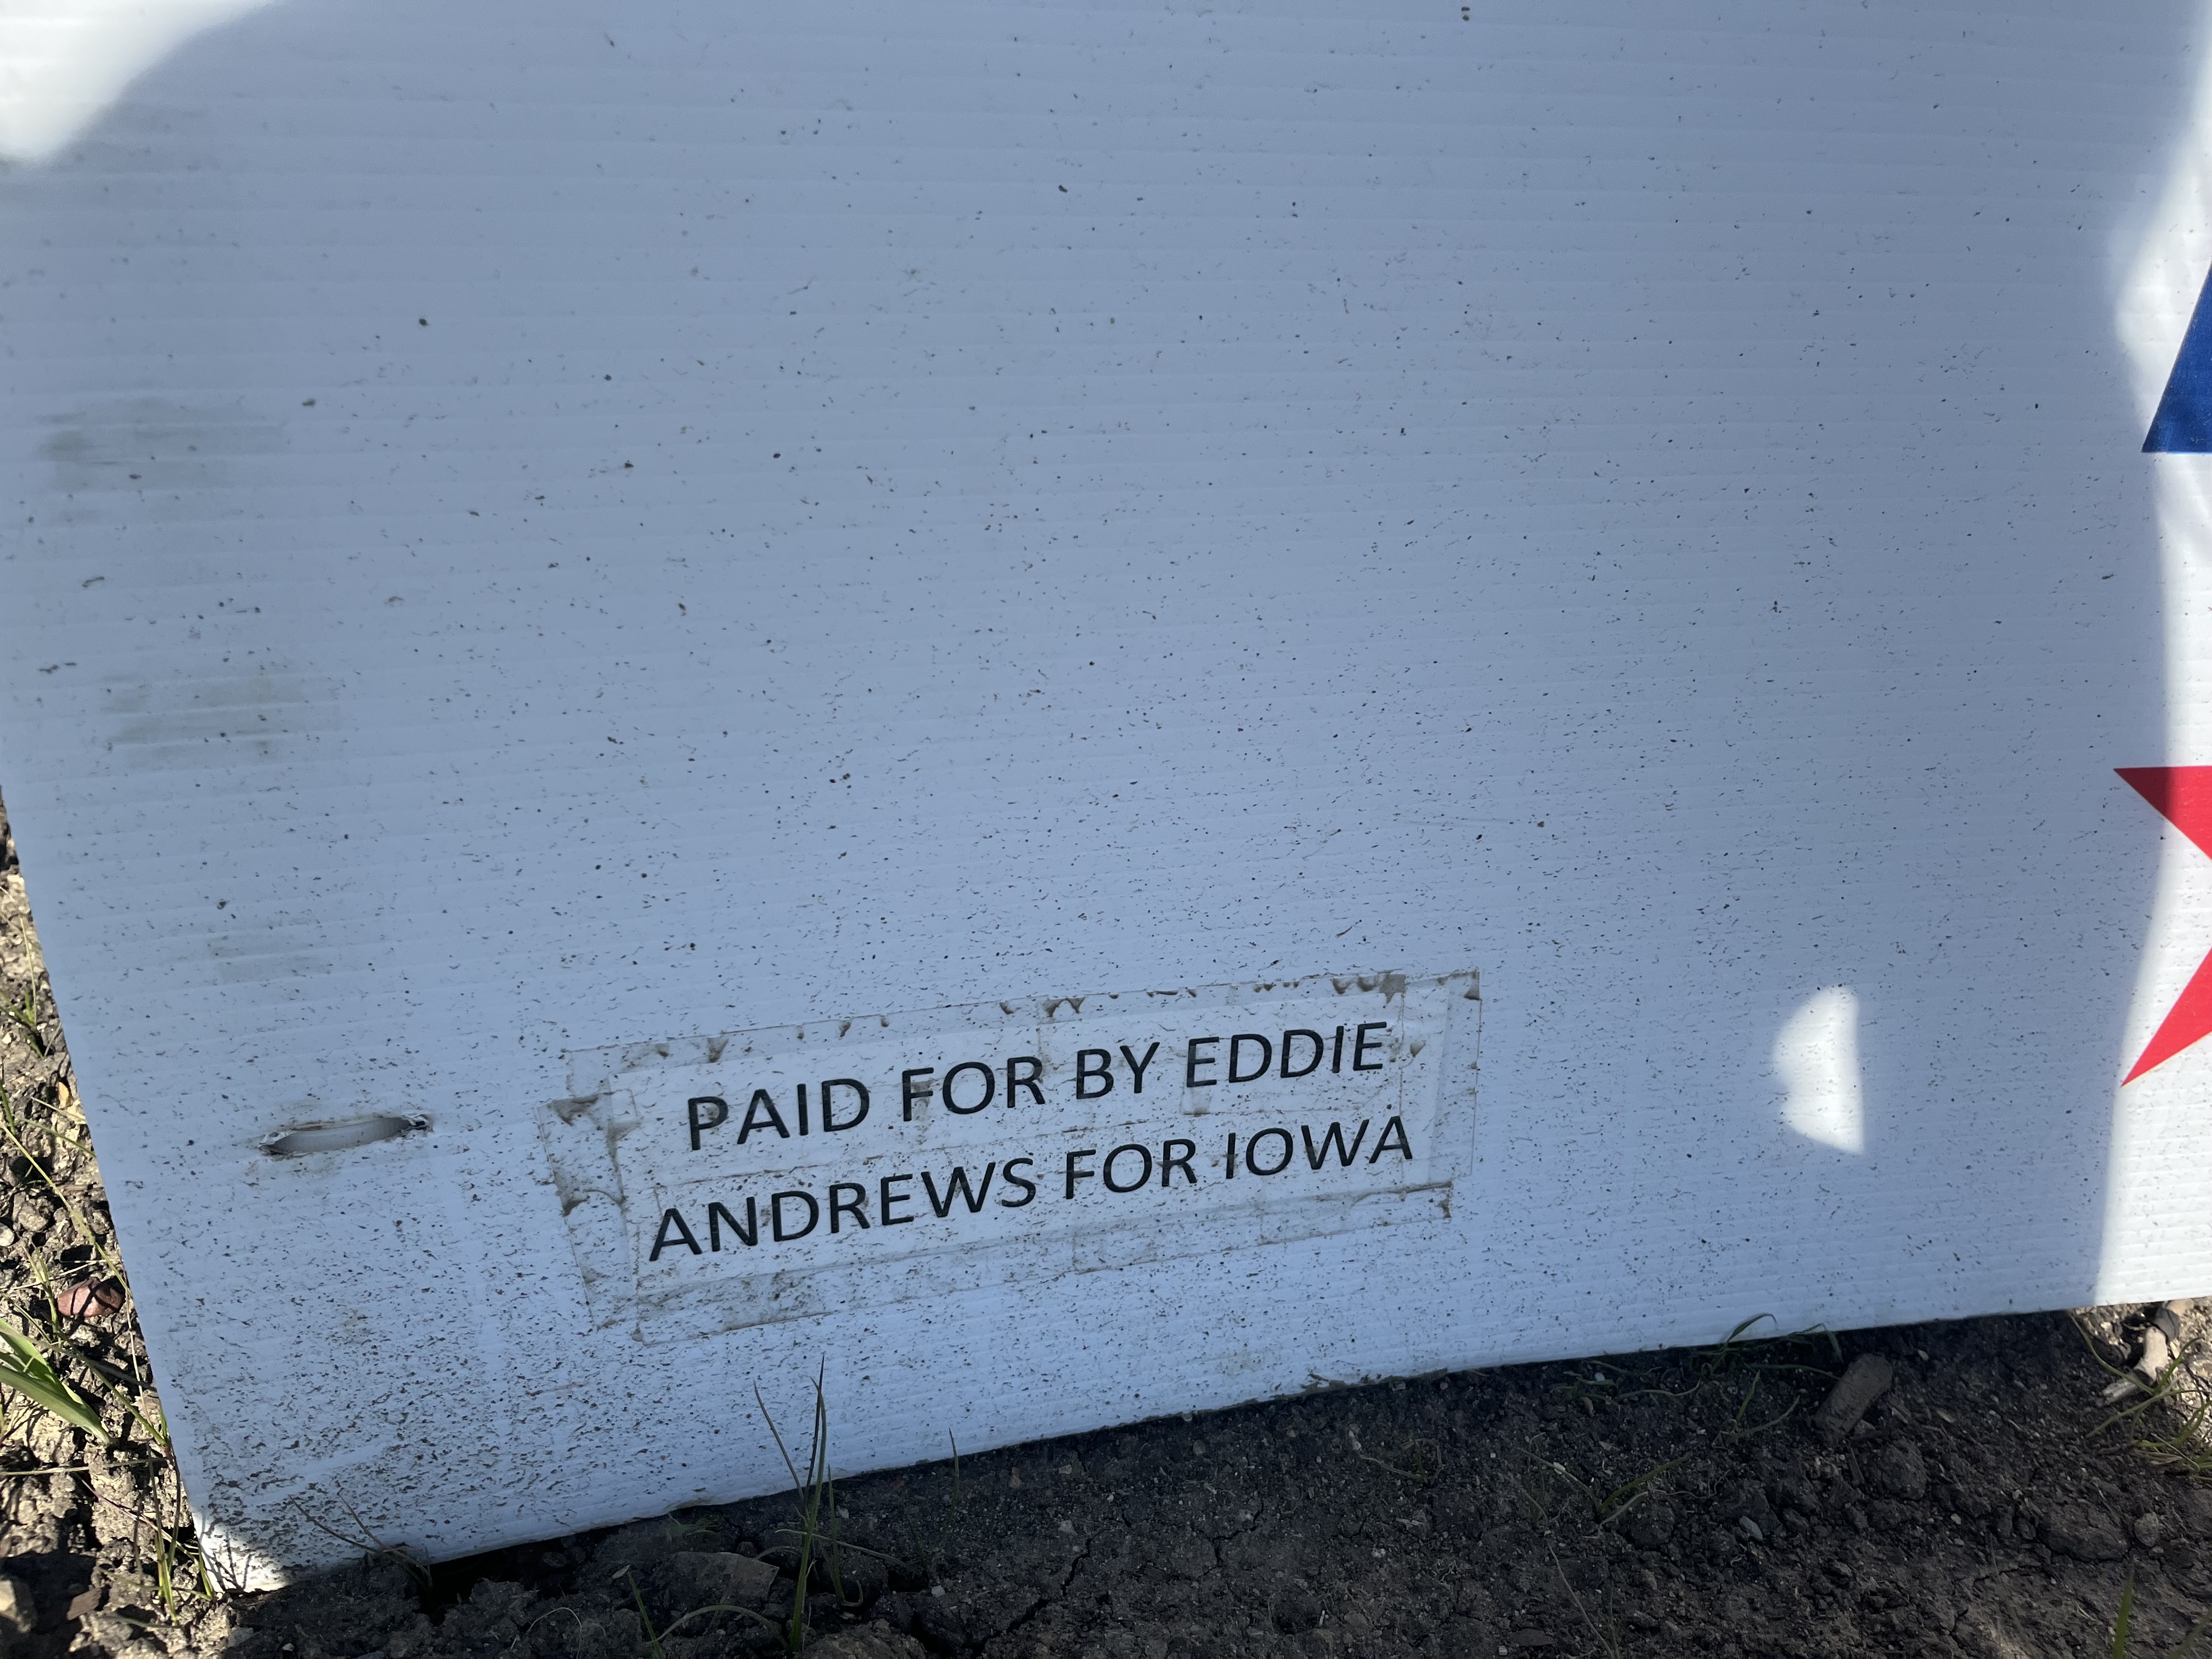 PAID FOR BY EDDIE
ANDREWS FOR IOWA